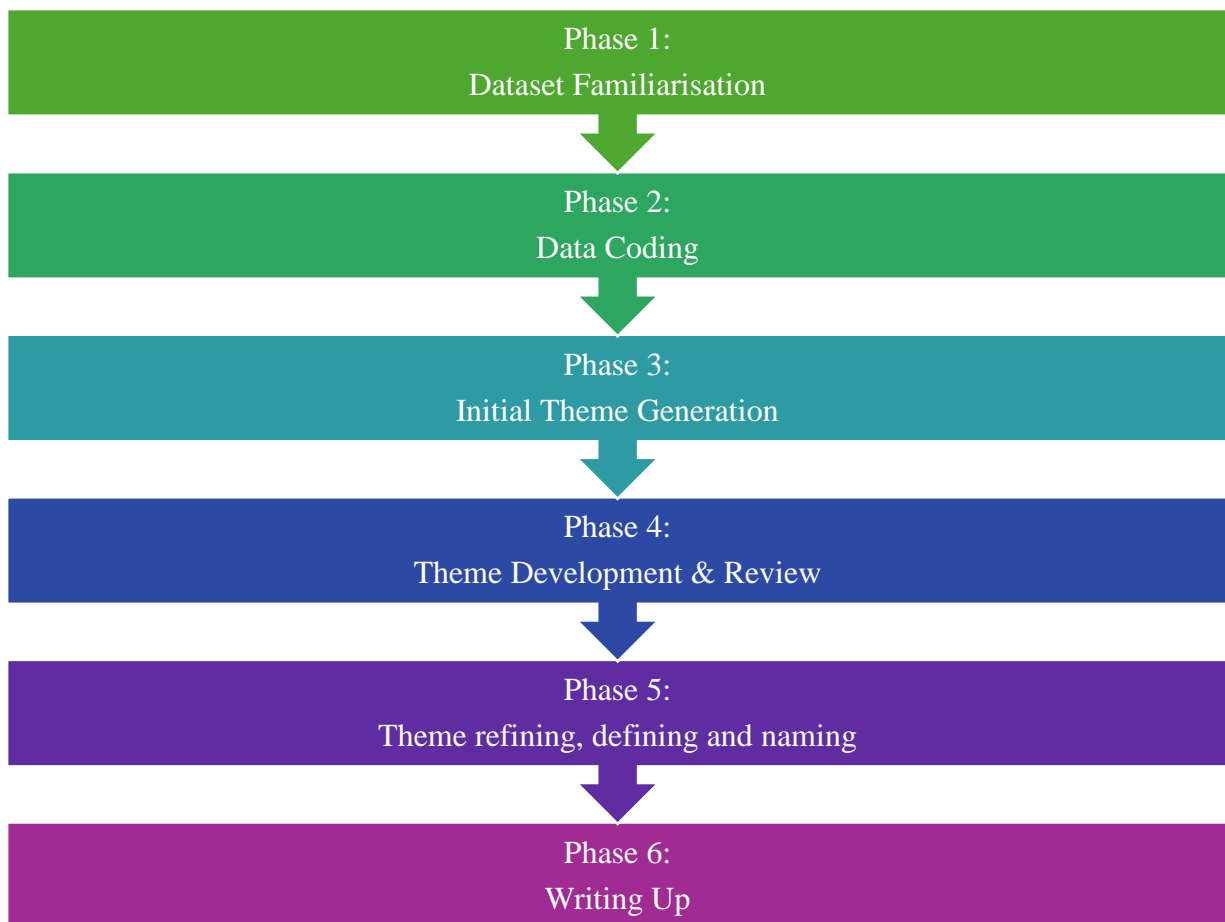 Phase 1:
Dataset Familiarisation
Phase 2:
Data Coding
Phase 3:
Initial Theme Generation
Phase 4:
Theme Development & Review
Phase 5:
Theme refining, defining and naming
Phase 6:
Writing Up